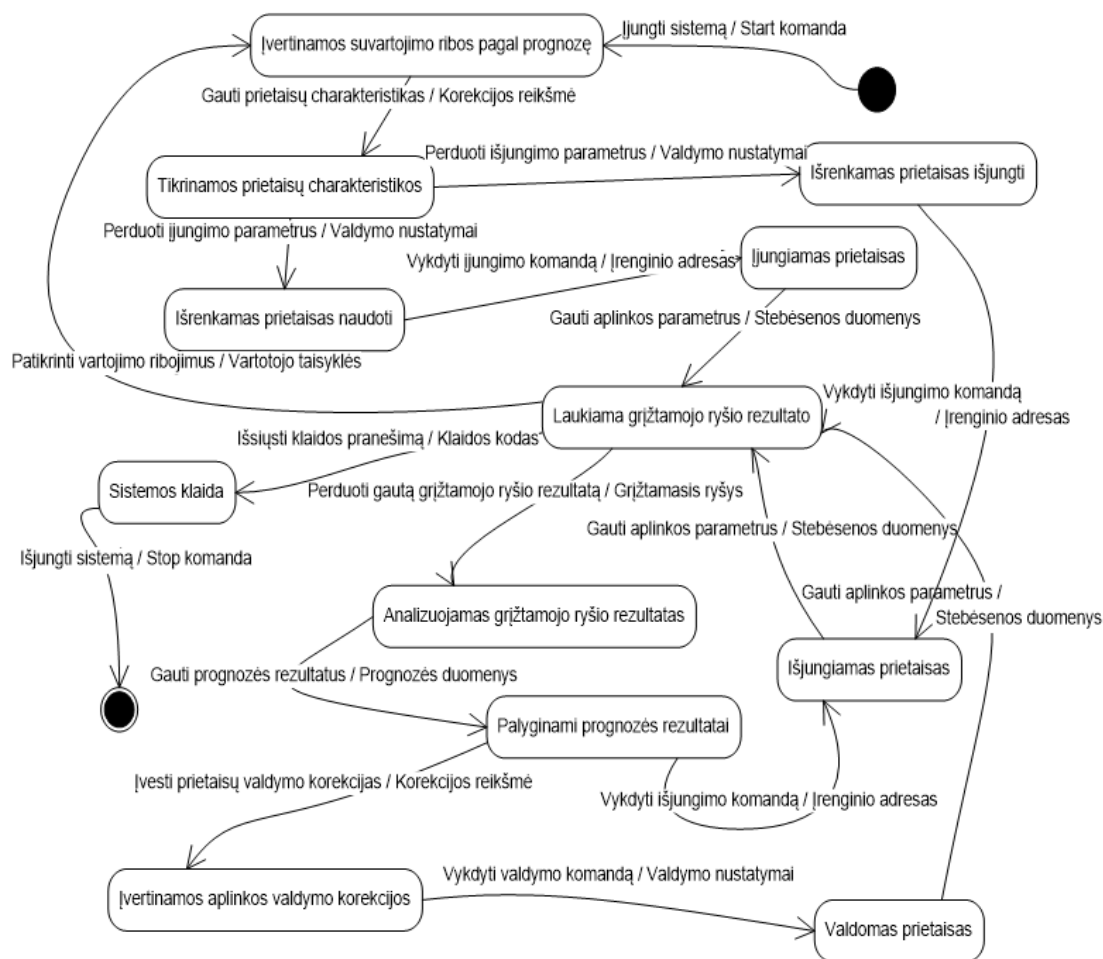 Įjungti sistemą / Start komanda
Įvertinamos suvartojimo ribos pagal prognozę
Gauti prietaisų charakteristikas / Korekcijos reikšmė
Perduoti išjungimo parametrus / Valdymo nustatymai
Išrenkamas prietaisas išjungti
Tikrinamos prietaisų charakteristikos
Perduoti įjungimo parametrus / Valdymo nustatymai
Įjungiamas prietaisas
Vykdyti įjungimo komandą / Įrenginio adresas
Išrenkamas prietaisas naudoti
Gauti aplinkos parametrus / Stebėsenos duomenys
Patikrinti vartojimo ribojimus / Vartotojo taisyklės
Vykdyti išjungimo komandą
/ Įrenginio adresas
Laukiama grįžtamojo ryšio rezultato
Išsiųsti klaidos pranešimą / Klaidos kodas
Sistemos klaida
Perduoti gautą grįžtamojo ryšio rezultatą / Grįžtamasis ryšys
Gauti aplinkos parametrus / Stebėsenos duomenys
Išjungti sistemą / Stop komanda
Gauti aplinkos parametrus /
Stebėsenos duomenys
Analizuojamas grįžtamojo ryšio rezultatas
Išjungiamas prietaisas
Gauti prognozės rezultatus / Prognozės duomenys
Palyginami prognozės rezultatai
Įvesti prietaisų valdymo korekcijas / Korekcijos reikšmė
Vykdyti išjungimo komandą / Įrenginio adresas
Vykdyti valdymo komandą / Valdymo nustatymai
Įvertinamos aplinkos valdymo korekcijos
Valdomas prietaisas